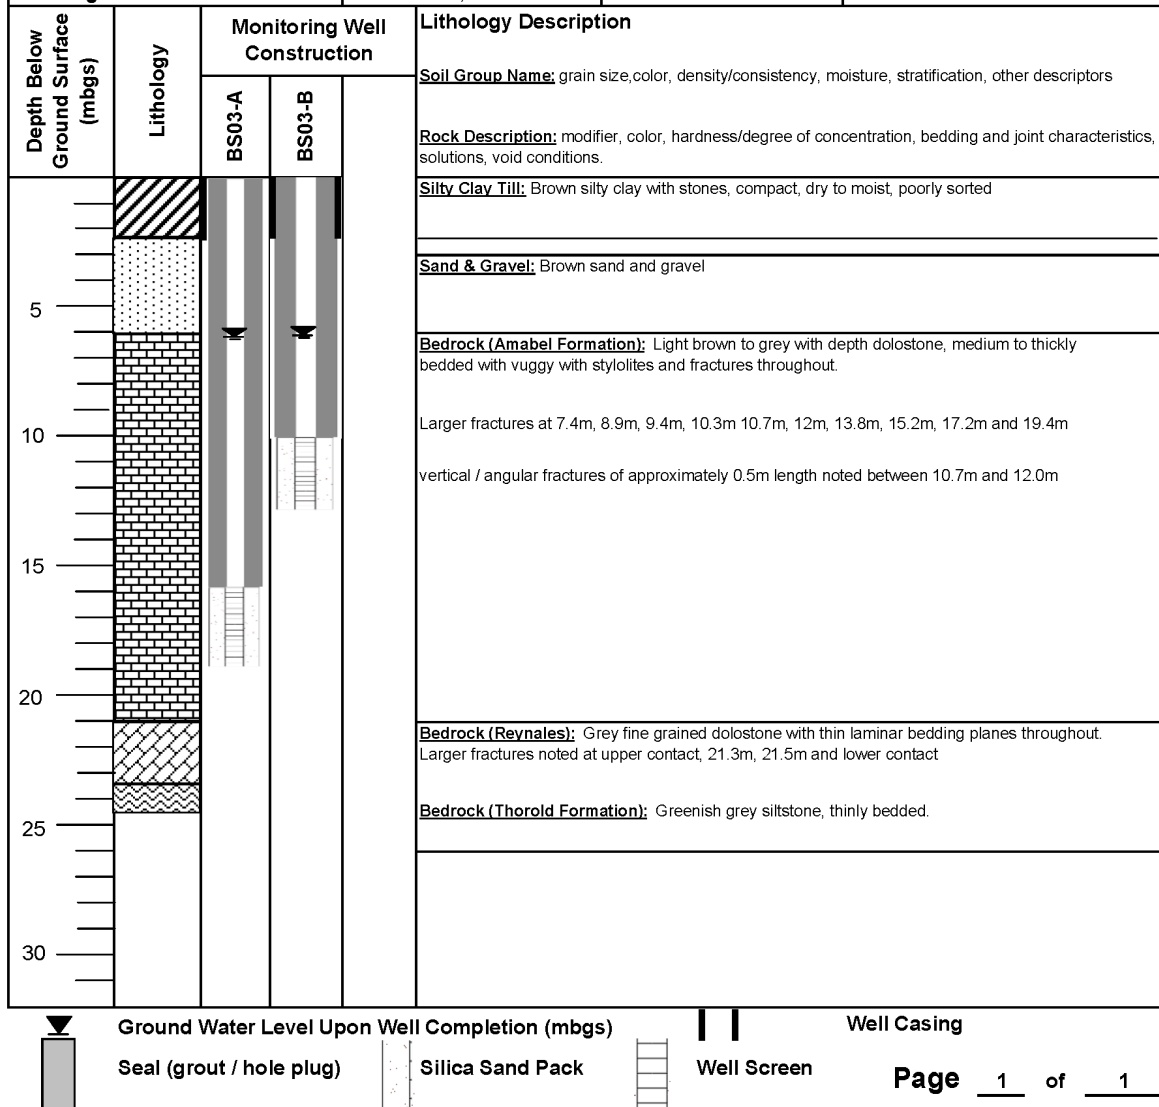 Depth Below
Ground Surface
(mbgs)
Lithology
Monitoring Well
Construction
BS03-A
BS03-B
Lithology Description
Soil Group Name: grain size,color, density/consistency, moisture, stratification, other descriptors
Rock Description: modifier, color, hardness/degree of concentration, bedding and joint characteristics,
solutions, void conditions.
Silty Clay Till: Brown silty clay with stones, compact, dry to moist, poorly sorted
Sand & Gravel: Brown sand and gravel
5
Bedrock (Amabel Formation): Light brown to grey with depth dolostone, medium to thickly
bedded with vuggy with stylolites and fractures throughout.
Larger fractures at 7.4m, 8.9m, 9.4m, 10.3m 10.7m, 12m, 13.8m, 15.2m, 17.2m and 19.4m
10
vertical / angular fractures of approximately 0.5m length noted between 10.7m and 12.0m
15
20
Bedrock (Reynales): Grey fine grained dolostone with thin laminar bedding planes throughout.
Larger fractures noted at upper contact, 21.3m, 21.5m and lower contact
Bedrock (Thorold Formation): Greenish grey siltstone, thinly bedded.
25
30
Ground Water Level Upon Well Completion (mbgs)
Well Casing
Seal (grout / hole plug)
Silica Sand Pack
Well Screen
Page 1 of 1